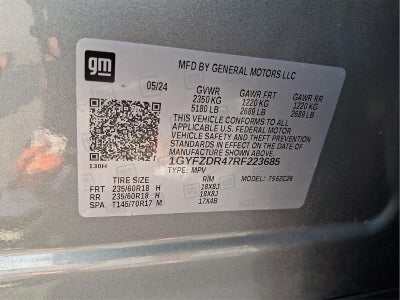 gm
MFD BY GENERAL MOTORS LLC
05/24 GVWR GAWR FRT GAWR RR
2350 KG 1220 KG 1220 KG
5180 LB 2689 LB 2689 LB
THIS VEHICLE CONFORMS TO ALL
APPLICABLE U.S. FEDERAL MOTOR
VEHICLE SAFETY AND THEFT PREVENTION
STANDARDS IN EFFECT ON THE DATE OF
MANUFACTURE SHOWN ABOVE.
1GYFZDR47RF223685
130H TYPE: MPV
TIRE SIZE RIM MODEL: 7562C26
FRT 235/60R18 H 18X8J
RR 235/60R18 H 18X8J
SPA T145/70R17 M 17X4B